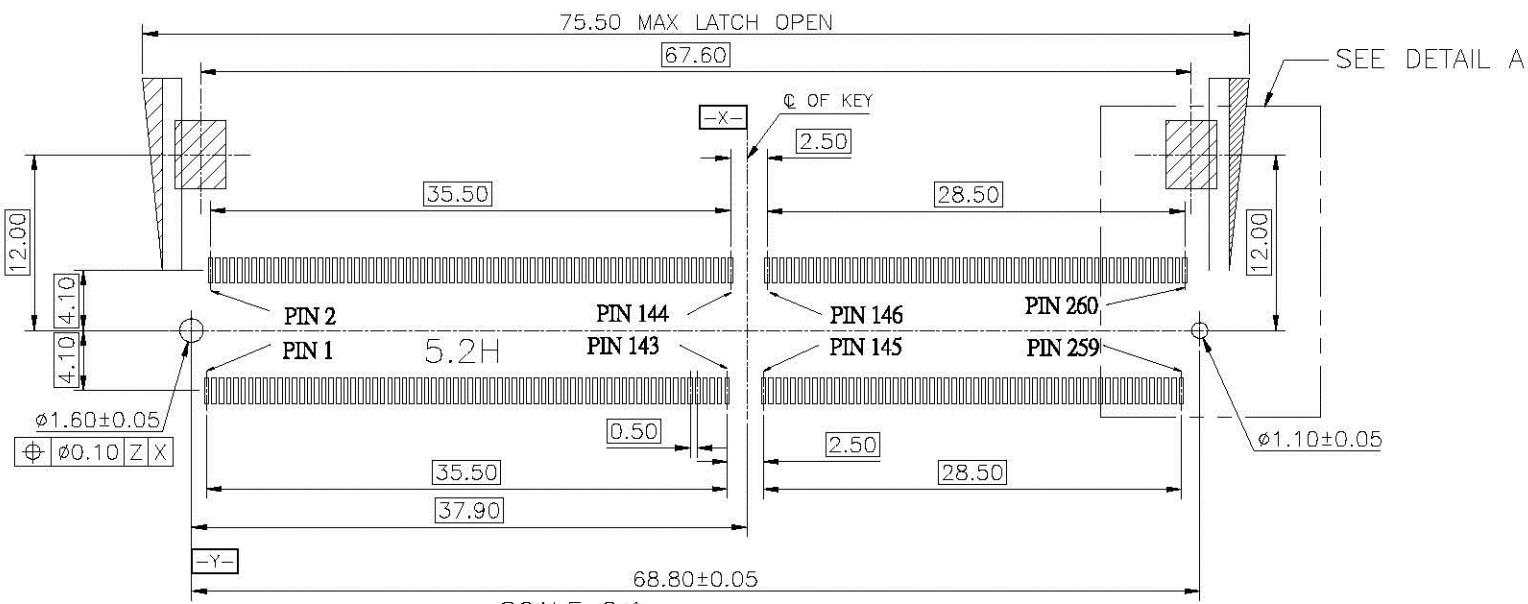 75.50 MAX LATCH OPEN
67.60
SEE DETAIL A
℄ OF KEY
-X-
2.50
35.50
28.50
12.00
12.00
4.10
PIN 2
PIN 144
PIN 146
PIN 260
4.10
PIN 1
5.2H
PIN 143
PIN 145
PIN 259
⌀1.60±0.05
⌖ ⌀0.10 Z X
0.50
2.50
⌀1.10±0.05
35.50
28.50
37.90
-Y-
68.80±0.05